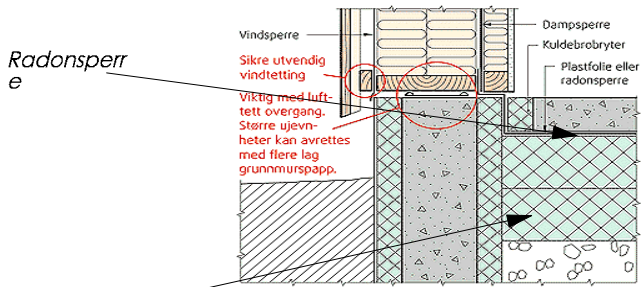 Radonsperr
e
Vindsperre
Sikre utvendig
vindtetting
Viktig med luft-
tett overgang.
Større ujevn-
heter kan avrettes
med flere lag
grunnmurspapp.
Dampsperre
Kuldebrobryter
Plastfolie eller
radonsperre